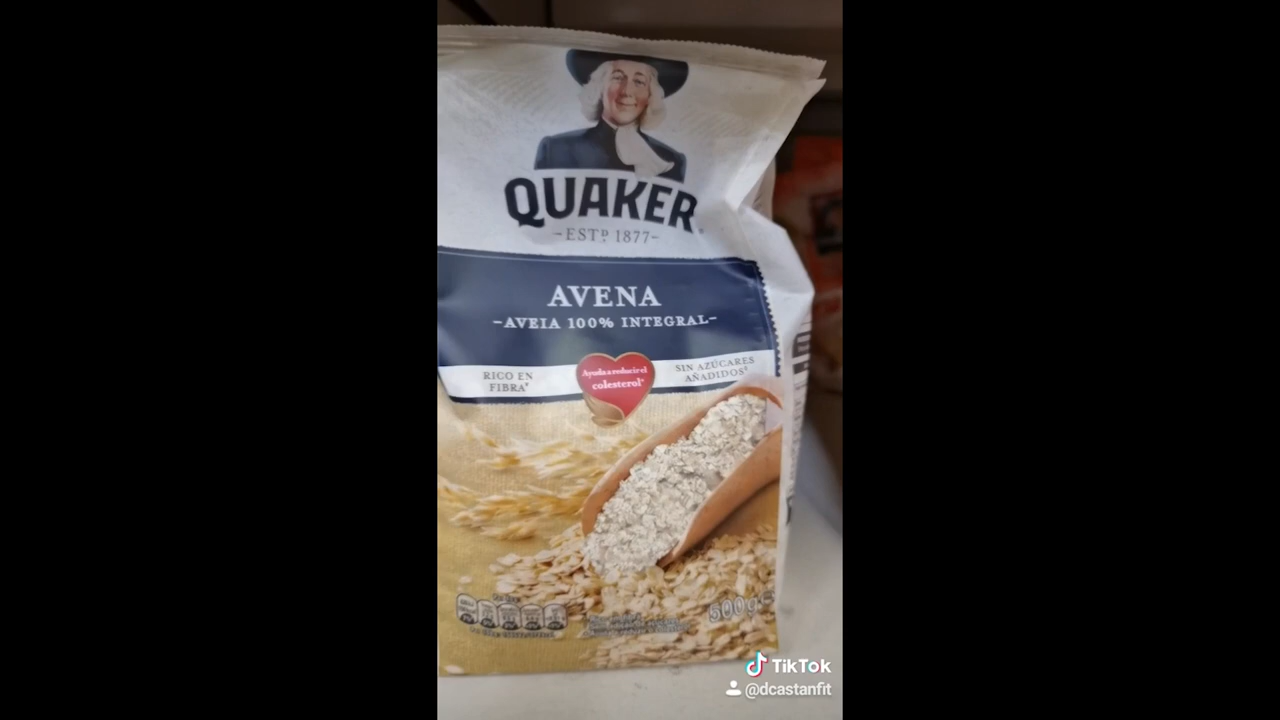 QUAKER
-ESTD 1877-
AVENA
-AVEIA 100% INTEGRAL-
RICO EN
FIBRA
Ayuda a reducir el
colesterol*
SIN AZÚCARES
AÑADIDOS
500g
TikTok
@dcastanfit